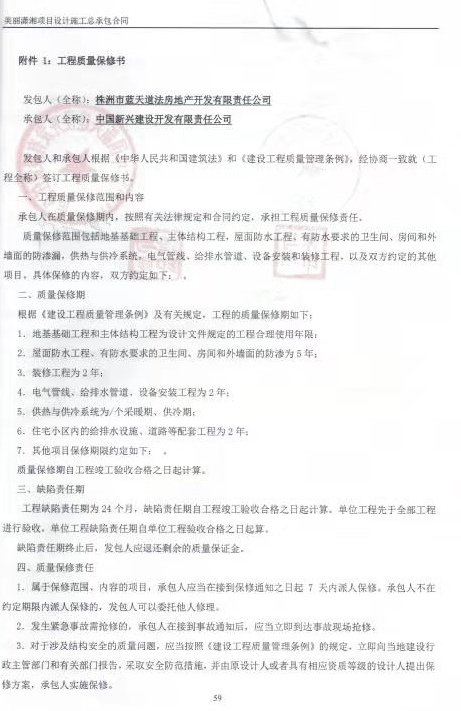 美丽潇湘项目设计施工总承包合同
附件 1：工程质量保修书
发包人（全称）：株洲市蓝天道法房地产开发有限责任公司
承包人（全称）：中国新兴建设开发有限责任公司
发包人和承包人根据《中华人民共和国建筑法》和《建设工程质量管理条例》，经协商一致就（工
程全称）签订工程质量保修书。
一、工程质量保修范围和内容
承包人在质量保修期内，按照有关法律规定和合同约定，承担工程质量保修责任。
质量保修范围包括地基基础工程、主体结构工程，屋面防水工程、有防水要求的卫生间、房间和外
墙面的防渗漏，供热与供冷系统，电气管线、给排水管道、设备安装和装修工程，以及双方约定的其他
项目。具体保修的内容，双方约定如下： 。
二、质量保修期
根据《建设工程质量管理条例》及有关规定，工程的质量保修期如下：
1．地基基础工程和主体结构工程为设计文件规定的工程合理使用年限；
2．屋面防水工程、有防水要求的卫生间、房间和外墙面的防渗为 5 年；
3．装修工程为 2 年；
4．电气管线、给排水管道、设备安装工程为 2 年；
5．供热与供冷系统为/个采暖期、供冷期；
6．住宅小区内的给排水设施、道路等配套工程为 2 年；
7．其他项目保修期限约定如下： 。
质量保修期自工程竣工验收合格之日起计算。
三、缺陷责任期
工程缺陷责任期为 24 个月，缺陷责任期自工程竣工验收合格之日起计算。单位工程先于全部工程
进行验收，单位工程缺陷责任期自单位工程验收合格之日起算。
缺陷责任期终止后，发包人应退还剩余的质量保证金。
四、质量保修责任
1．属于保修范围、内容的项目，承包人应当在接到保修通知之日起 7 天内派人保修。承包人不在
约定期限内派人保修的，发包人可以委托他人修理。
2．发生紧急事故需抢修的，承包人在接到事故通知后，应当立即到达事故现场抢修。
3．对于涉及结构安全的质量问题，应当按照《建设工程质量管理条例》的规定，立即向当地建设行
政主管部门和有关部门报告，采取安全防范措施，并由原设计人或者具有相应资质等级的设计人提出保
修方案，承包人实施保修。
59